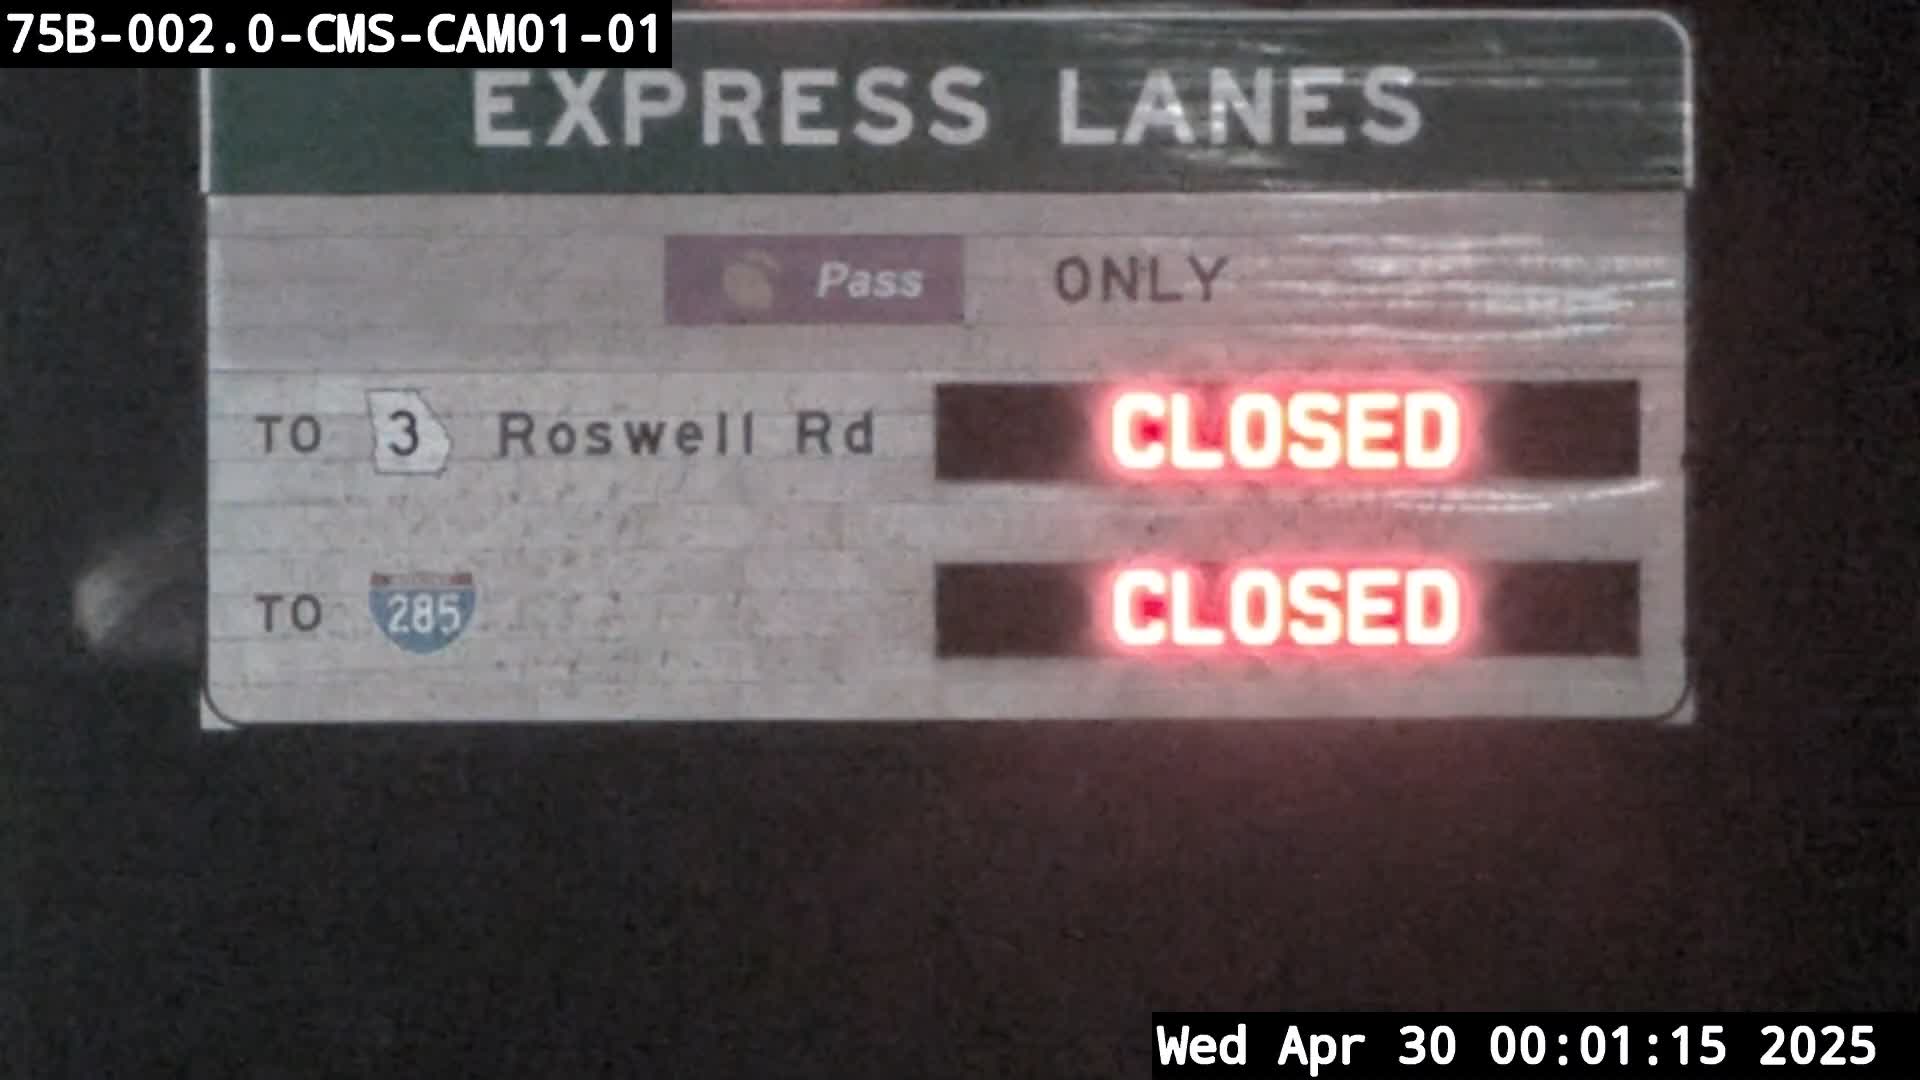 75B-002.0-CMS-CAM01-01
EXPRESS LANES
Pass ONLY
TO 3 Roswell Rd CLOSED
TO 285 CLOSED
Wed Apr 30 00:01:15 2025